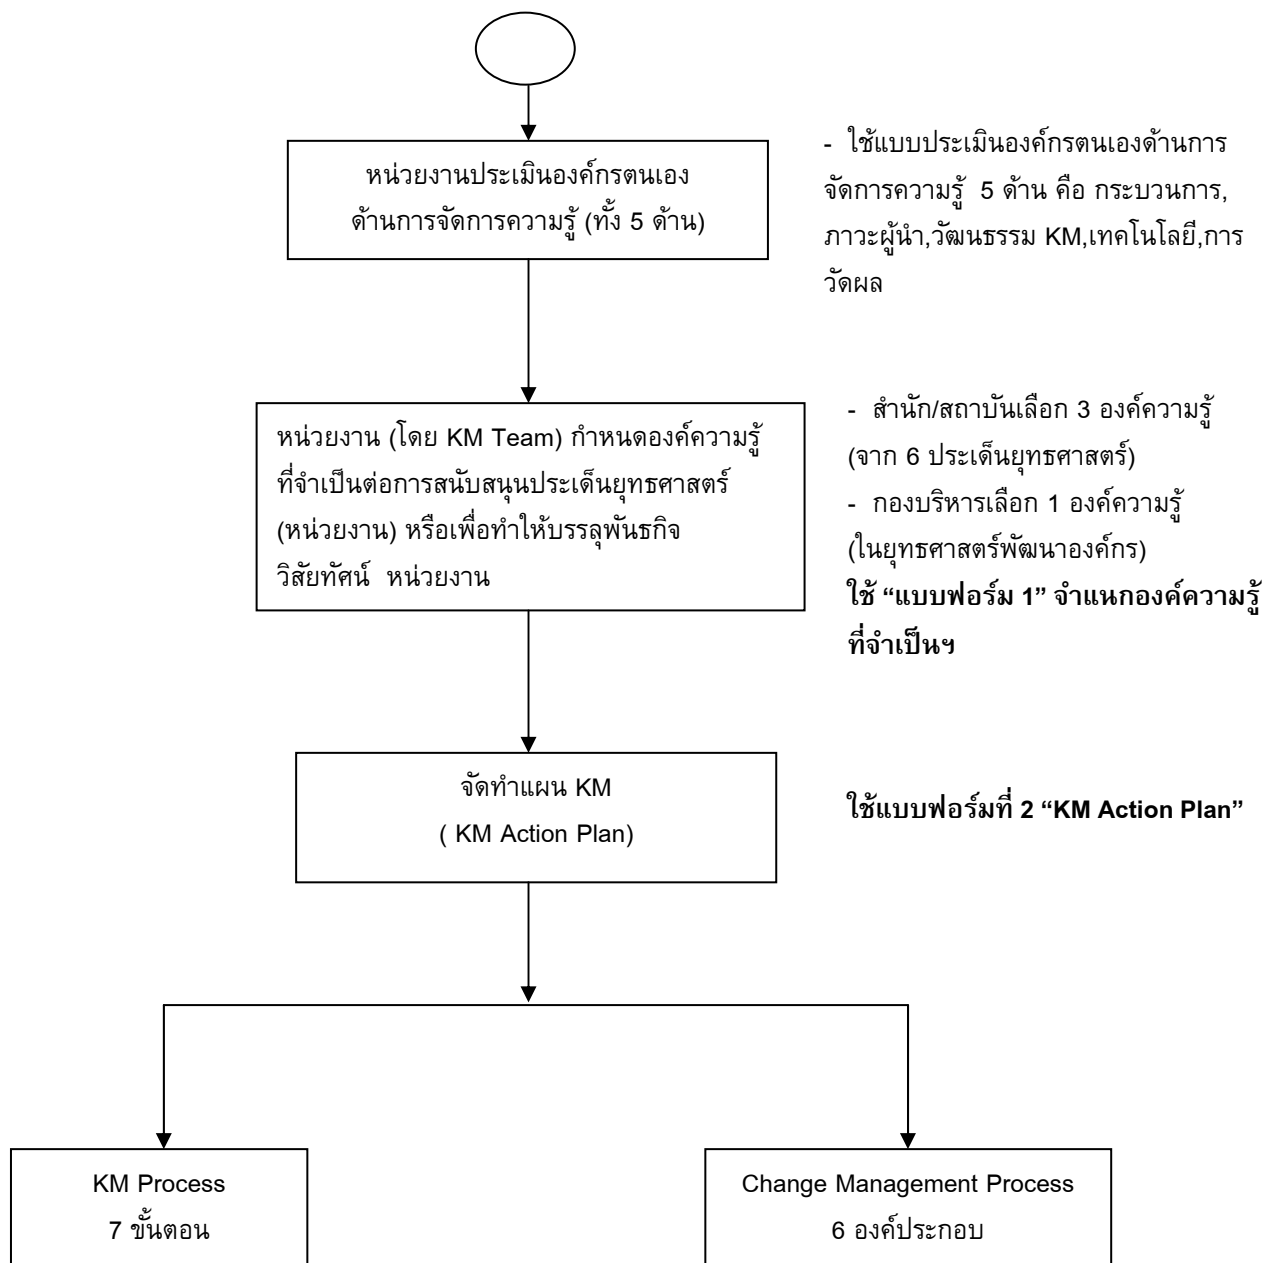 หน่วยงานประเมินองค์กรตนเอง
ด้านการจัดการความรู้ (ทั้ง 5 ด้าน)
- ใช้แบบประเมินองค์กรตนเองด้านการ
จัดการความรู้ 5 ด้าน คือ กระบวนการ,
ภาวะผู้นำ,วัฒนธรรม KM,เทคโนโลยี,การ
วัดผล
หน่วยงาน (โดย KM Team) กำหนดองค์ความรู้
ที่จำเป็นต่อการสนับสนุนประเด็นยุทธศาสตร์
(หน่วยงาน) หรือเพื่อทำให้บรรลุพันธกิจ
วิสัยทัศน์ หน่วยงาน
- สำนัก/สถาบันเลือก 3 องค์ความรู้
(จาก 6 ประเด็นยุทธศาสตร์)
- กองบริหารเลือก 1 องค์ความรู้
(ในยุทธศาสตร์พัฒนาองค์กร)
ใช้ “แบบฟอร์ม 1” จำแนกองค์ความรู้
ที่จำเป็นฯ
จัดทำแผน KM
( KM Action Plan)
ใช้แบบฟอร์มที่ 2 “KM Action Plan”
KM Process
7 ขั้นตอน
Change Management Process
6 องค์ประกอบ